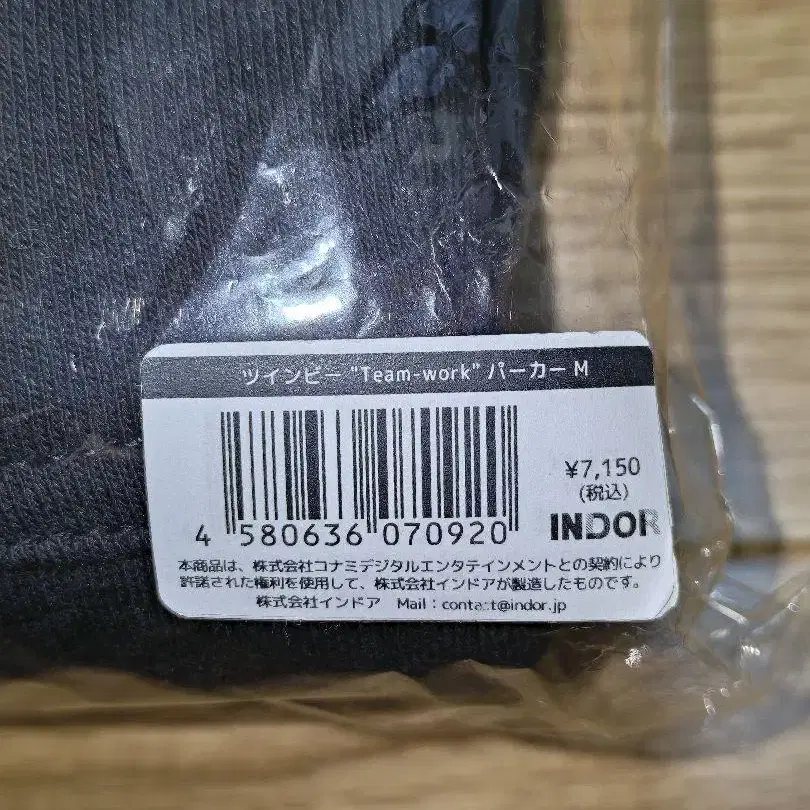 ツインビー "Team-work" パーカー M
¥7,150
(税込)
4 580636 070920
INDOR
本商品は、株式会社コナミデジタルエンタテインメントとの契約により
許諾された権利を使用して、株式会社インドアが製造したものです。
株式会社インドア Mail：contact@indor.jp